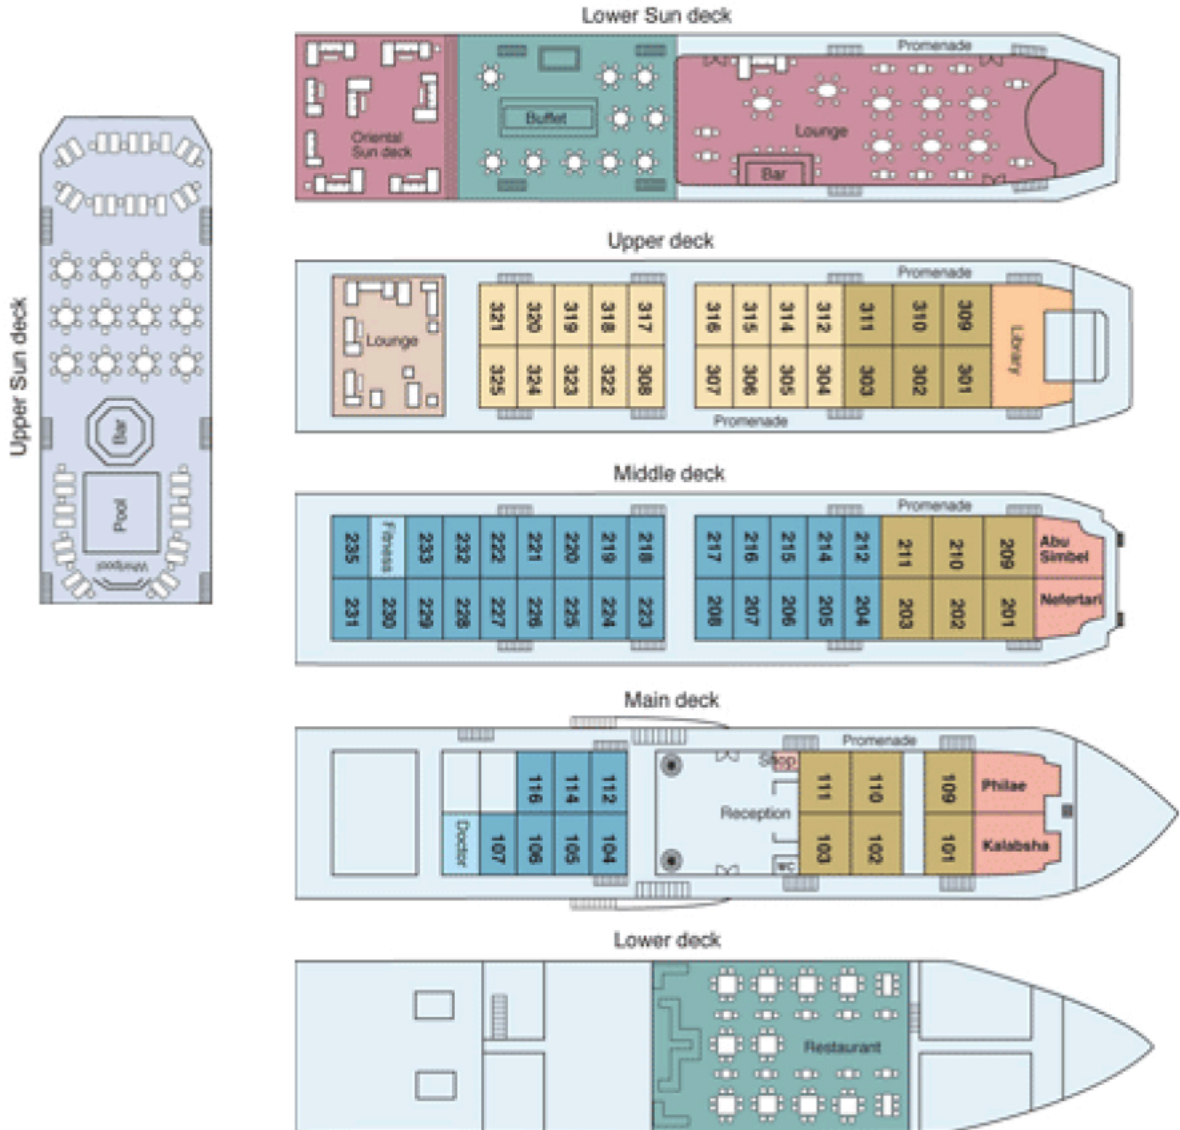 Lower Sun deck
Promenade
Oriental
Sun deck
Buffet
Lounge
Bar
Upper Sun deck
Bar
Pool
Whirlpool
Upper deck
Promenade
Lounge
321 320 319 318 317 316 315 314 312 311 310 309
325 324 323 322 308 307 306 305 304 303 302 301
Library
Promenade
Middle deck
Promenade
235 Fitness 233 232 222 221 220 219 218 217 216 215 214 212 211 210 209
Abu
Simbel
231 230 229 228 227 226 225 224 223 208 207 206 205 204 203 202 201
Nefertari
Main deck
Promenade
Shop
116 114 112 111 110 109
Philae
Reception
Doctor 107 106 105 104 103 102 101
Kalabsha
WC
Lower deck
Restaurant